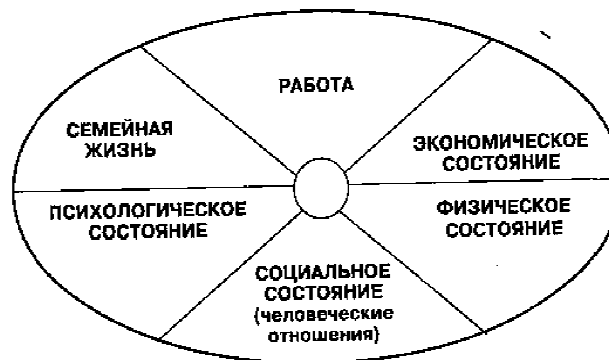 РАБОТА
СЕМЕЙНАЯ
ЖИЗНЬ
ЭКОНОМИЧЕСКОЕ
СОСТОЯНИЕ
ПСИХОЛОГИЧЕСКОЕ
СОСТОЯНИЕ
ФИЗИЧЕСКОЕ
СОСТОЯНИЕ
СОЦИАЛЬНОЕ
СОСТОЯНИЕ
(человеческие
отношения)